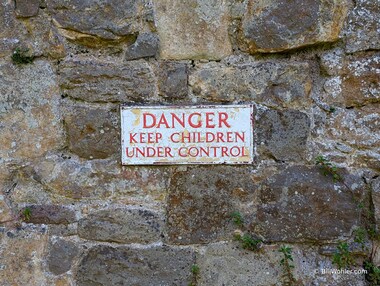 DANGER
KEEP CHILDREN
UNDER CONTROL
© BillWohler.com